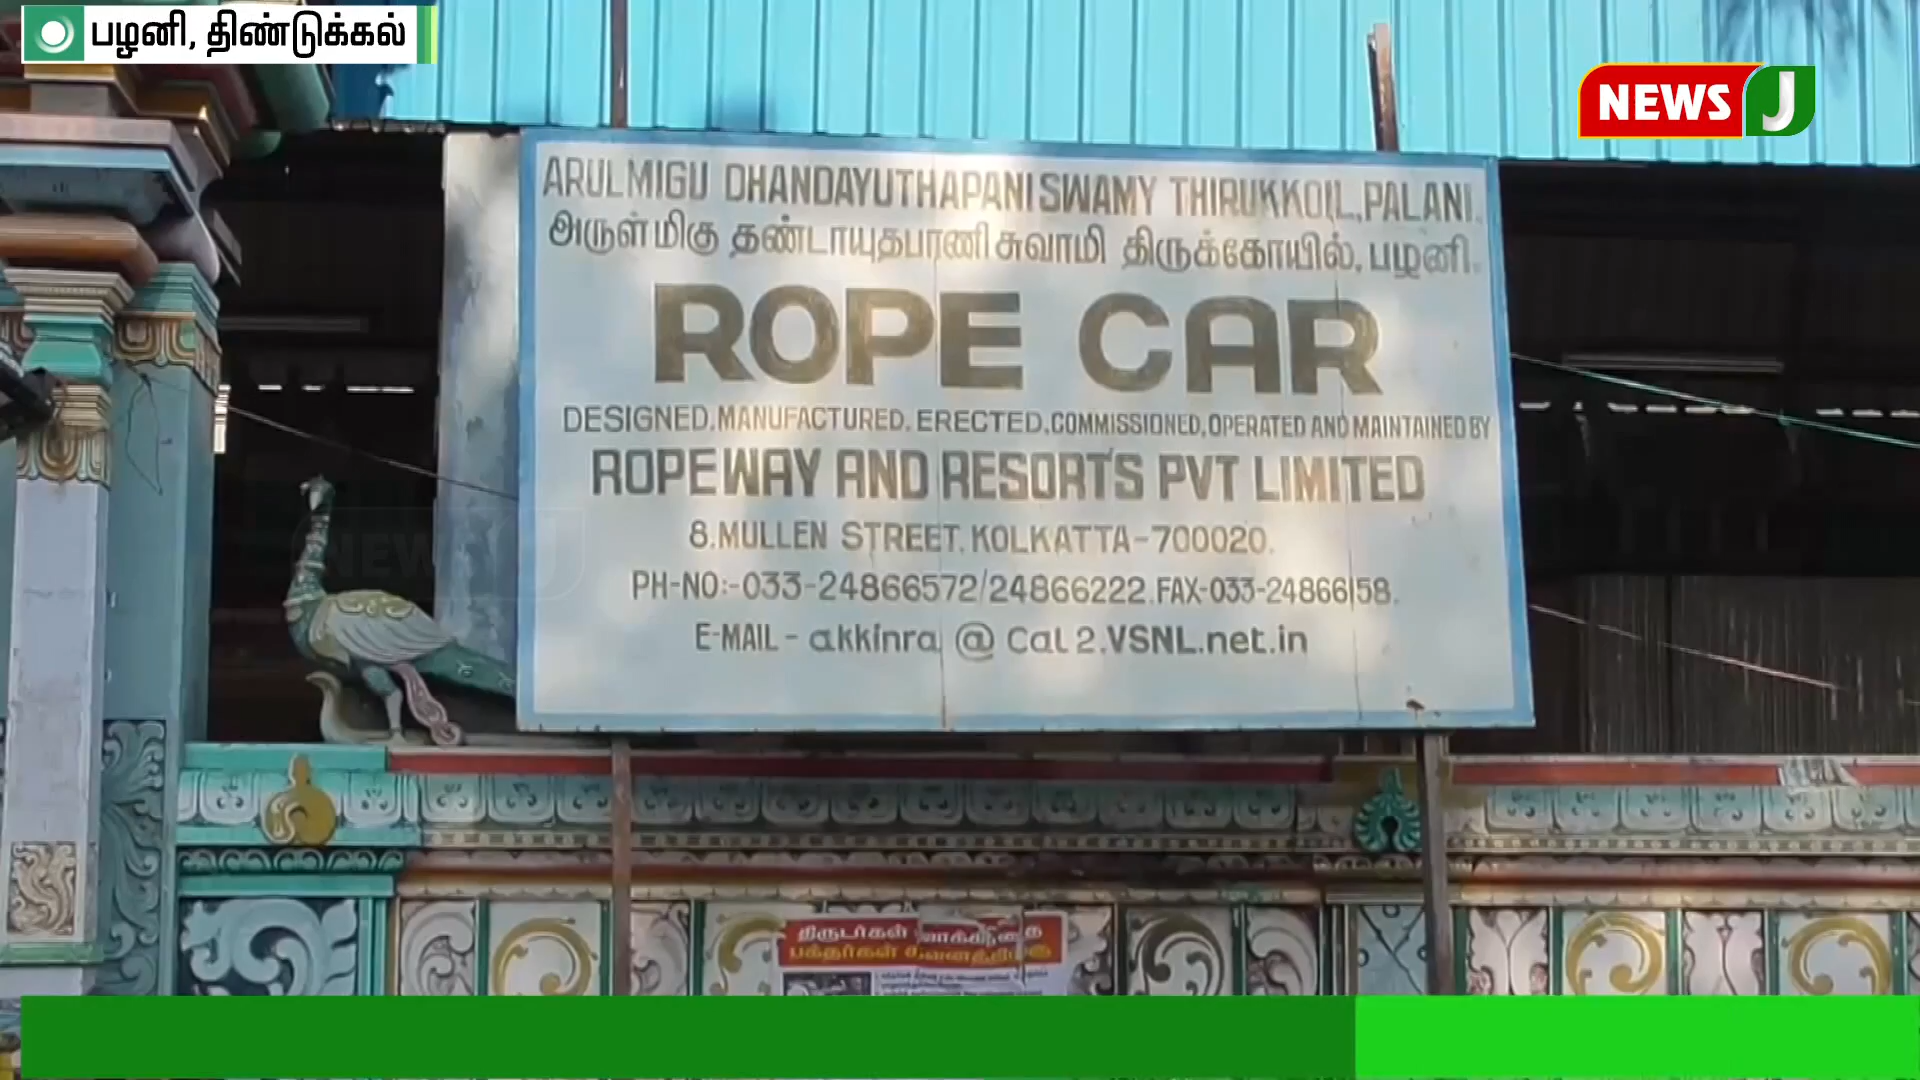 பழனி, திண்டுக்கல்
NEWS J
ARULMIGU DHANDAYUTHAPANI SWAMY THIRUKKOIL, PALANI.
அருள்மிகு தண்டாயுதபாணி சுவாமி திருக்கோயில், பழனி.
ROPE CAR
DESIGNED. MANUFACTURED. ERECTED. COMMISSIONED. OPERATED AND MAINTAINED BY
ROPEWAY AND RESORTS PVT LIMITED
8. MULLEN STREET. KOLKATTA-700020.
PH-NO:-033-24866572/24866222. FAX-033-24866158.
E-MAIL - akkinra @ Cal 2.VSNL.net.in
திருடர்கள்
பக்தர்கள்